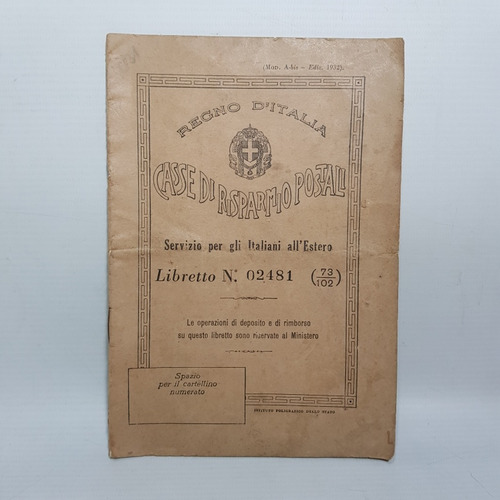 (Mod. A-bis – Ediz. 1932).
REGNO D'ITALIA
CASSE DI RISPARMIO POSTALI
Servizio per gli Italiani all'Estero
Libretto N. 02481 (73/102)
Le operazioni di deposito e di rimborso
su questo libretto sono riservate al Ministero
Spazio
per il cartellino
numerato
ISTITUTO POLIGRAFICO DELLO STATO